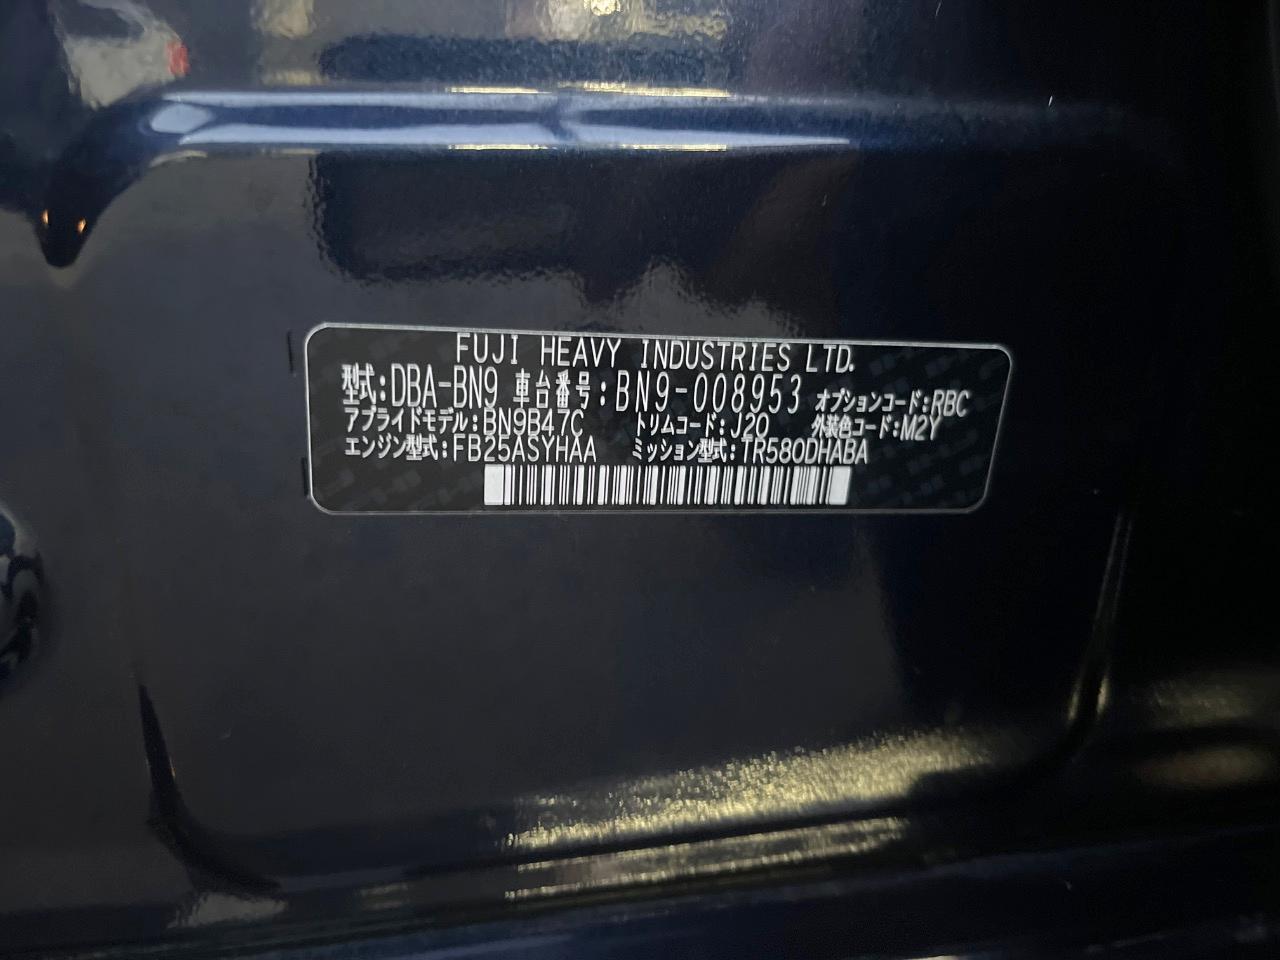 FUJI HEAVY INDUSTRIES LTD.
型式:DBA-BN9 車台番号:BN9-008953 オプションコード:RBC
アプライドモデル:BN9B47C トリムコード:J20 外装色コード:M2Y
エンジン型式:FB25ASYHAA ミッション型式:TR580DHABA